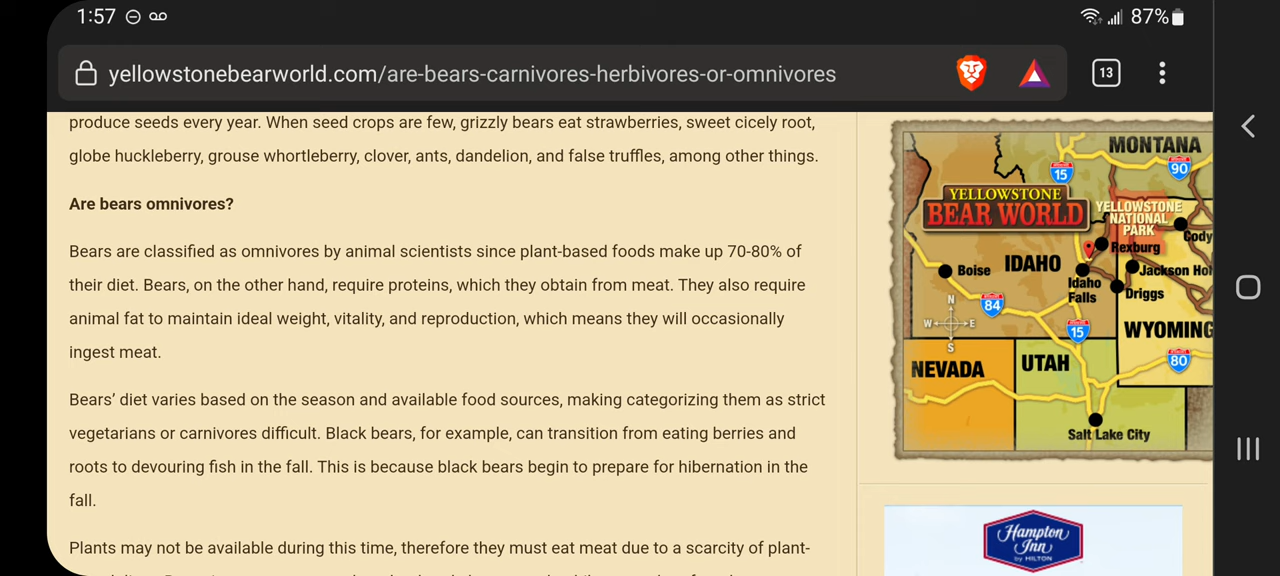 1:57
87%
yellowstonebearworld.com/are-bears-carnivores-herbivores-or-omnivores
13
produce seeds every year. When seed crops are few, grizzly bears eat strawberries, sweet cicely root,
globe huckleberry, grouse whortleberry, clover, ants, dandelion, and false truffles, among other things.
Are bears omnivores?
Bears are classified as omnivores by animal scientists since plant-based foods make up 70-80% of
their diet. Bears, on the other hand, require proteins, which they obtain from meat. They also require
animal fat to maintain ideal weight, vitality, and reproduction, which means they will occasionally
ingest meat.
Bears’ diet varies based on the season and available food sources, making categorizing them as strict
vegetarians or carnivores difficult. Black bears, for example, can transition from eating berries and
roots to devouring fish in the fall. This is because black bears begin to prepare for hibernation in the
fall.
Plants may not be available during this time, therefore they must eat meat due to a scarcity of plant-
MONTANA
15
90
YELLOWSTONE
BEAR WORLD
YELLOWSTONE
NATIONAL
PARK
Cody
Rexburg
Boise
IDAHO
Jackson Hol
Idaho
Falls
Driggs
N
W E
S
84
15
WYOMING
80
NEVADA
UTAH
Salt Lake City
Hampton
Inn
by HILTON